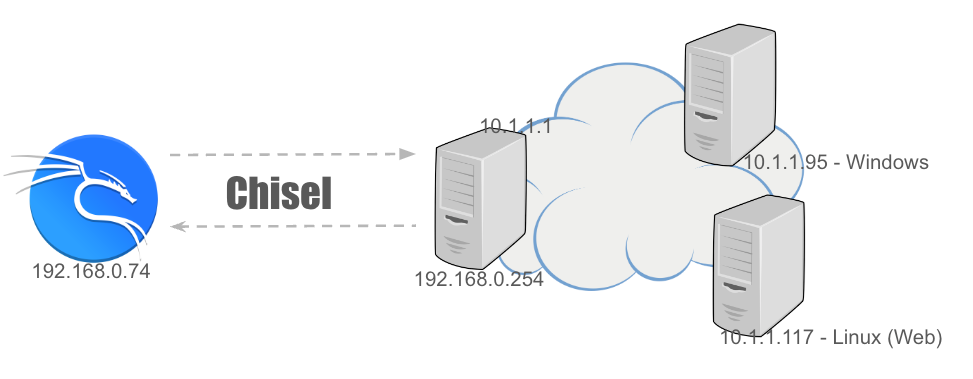 10.1.1.1
10.1.1.95 - Windows
Chisel
192.168.0.74
192.168.0.254
10.1.1.117 - Linux (Web)